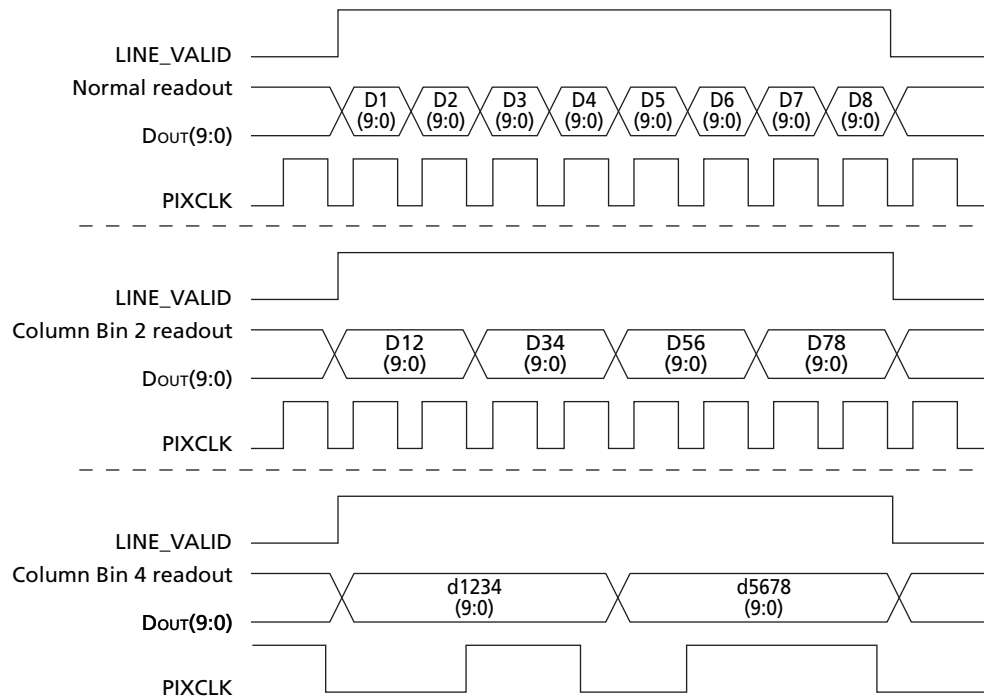 LINE_VALID
Normal readout
D1 D2 D3 D4 D5 D6 D7 D8
(9:0) (9:0) (9:0) (9:0) (9:0) (9:0) (9:0) (9:0)
DOUT(9:0)
PIXCLK
LINE_VALID
Column Bin 2 readout
D12 D34 D56 D78
(9:0) (9:0) (9:0) (9:0)
DOUT(9:0)
PIXCLK
LINE_VALID
Column Bin 4 readout
d1234 d5678
(9:0) (9:0)
DOUT(9:0)
PIXCLK